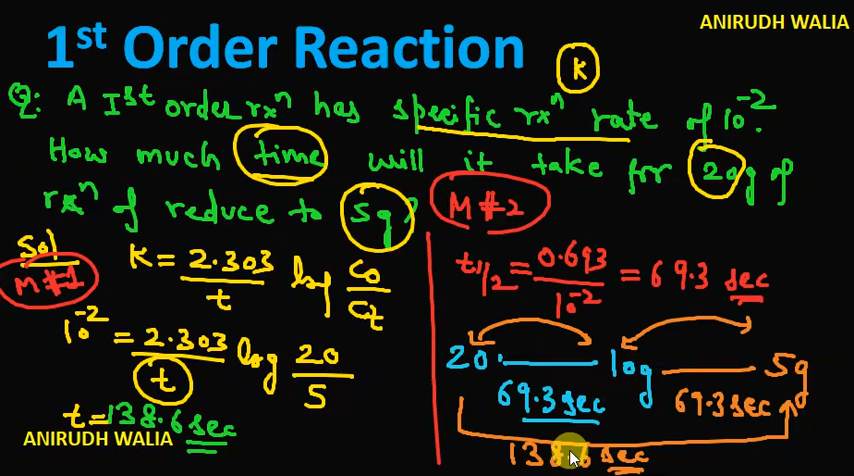 ANIRUDH WALIA
1st Order Reaction
K
Q: A Ist order rxⁿ has specific rxⁿ rate of 10⁻².
How much time will it take for 20g of
rxⁿ of reduce to 5g?
Sol
M#1
K = 2.303/t log C₀/Cₜ
10⁻² = 2.303/t log 20/5
t = 138.6 sec
ANIRUDH WALIA
M#2
t1/2 = 0.693/10⁻² = 69.3 sec
20 — 10g — 5g
69.3 sec 69.3 sec
138.6 sec